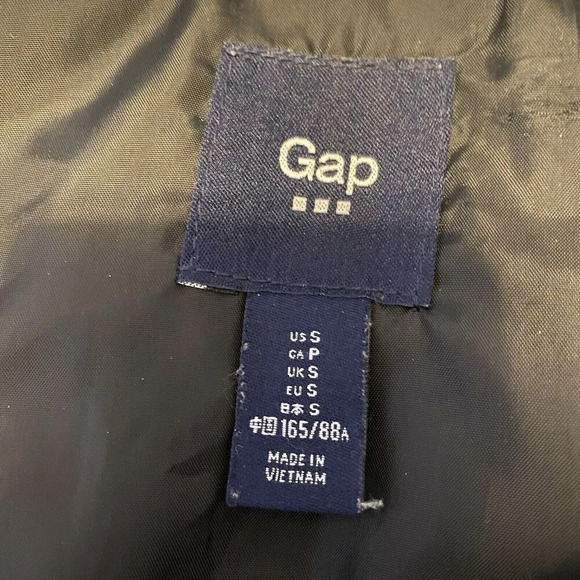 Gap
US S
CA P
UK S
EU S
日本 S
中国 165/88A
MADE IN
VIETNAM